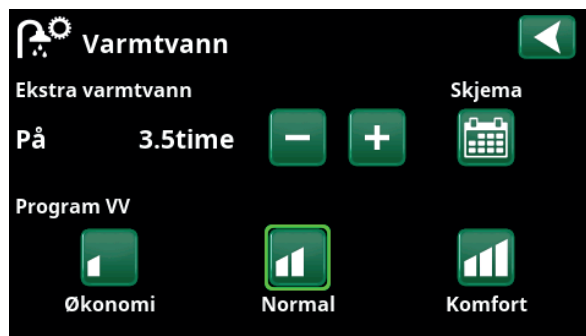 Varmtvann
Ekstra varmtvann Skjema
På 3.5time
Program VV
Økonomi Normal Komfort